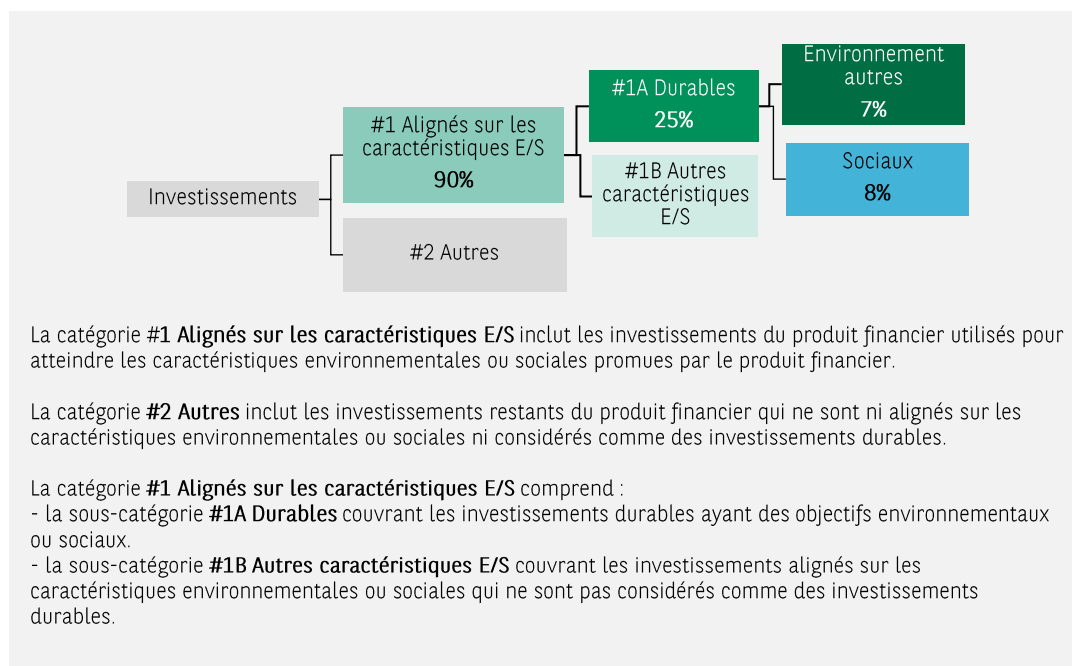 Investissements
#1 Alignés sur les
caractéristiques E/S
90%
#2 Autres
#1A Durables
25%
#1B Autres
caractéristiques
E/S
Environnement
autres
7%
Sociaux
8%
La catégorie #1 Alignés sur les caractéristiques E/S inclut les investissements du produit financier utilisés pour
atteindre les caractéristiques environnementales ou sociales promues par le produit financier.
La catégorie #2 Autres inclut les investissements restants du produit financier qui ne sont ni alignés sur les
caractéristiques environnementales ou sociales ni considérés comme des investissements durables.
La catégorie #1 Alignés sur les caractéristiques E/S comprend :
- la sous-catégorie #1A Durables couvrant les investissements durables ayant des objectifs environnementaux
ou sociaux.
- la sous-catégorie #1B Autres caractéristiques E/S couvrant les investissements alignés sur les
caractéristiques environnementales ou sociales qui ne sont pas considérés comme des investissements
durables.